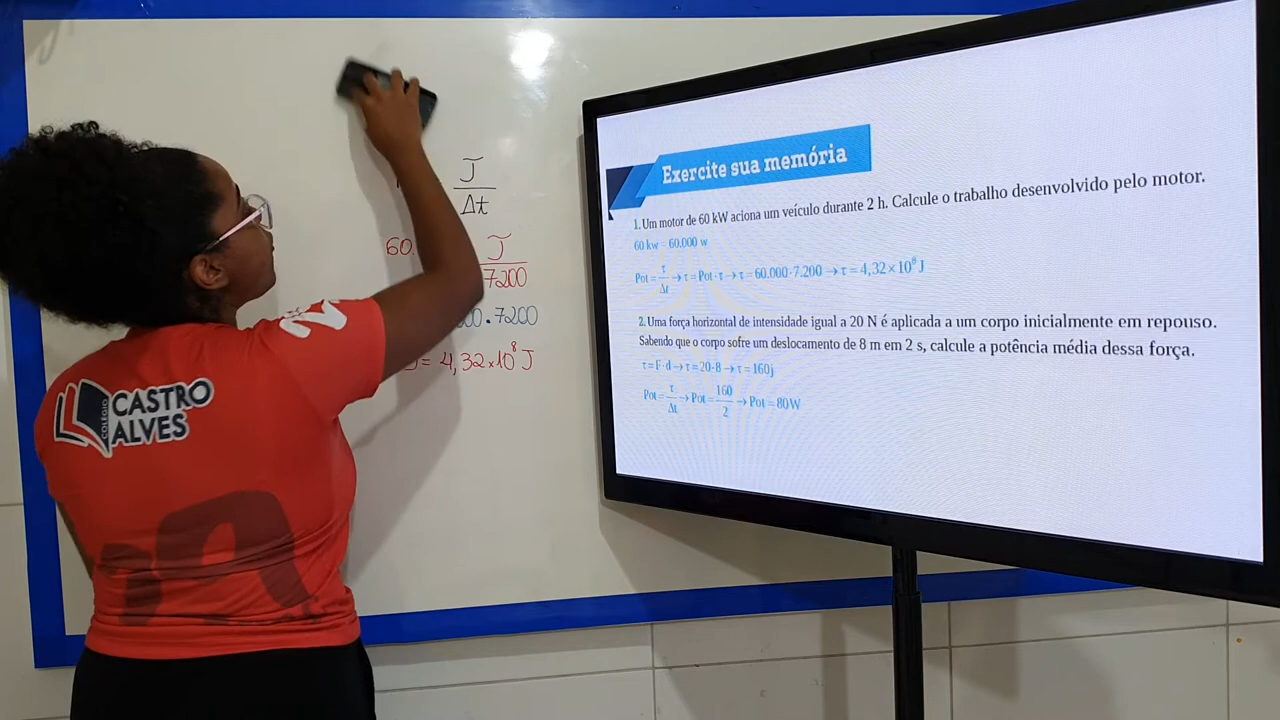 J
Δt
60.
J
7200
00.7200
= 4,32x10⁸ J
COLÉGIO
CASTRO
ALVES
Exercite sua memória
1. Um motor de 60 kW aciona um veículo durante 2 h. Calcule o trabalho desenvolvido pelo motor.
60 kw = 60.000 w
Pot = τ/Δt → τ = Pot · τ → τ = 60.000 · 7.200 → τ = 4,32 × 10⁸ J
2. Uma força horizontal de intensidade igual a 20 N é aplicada a um corpo inicialmente em repouso.
Sabendo que o corpo sofre um deslocamento de 8 m em 2 s, calcule a potência média dessa força.
τ = F · d → τ = 20 · 8 → τ = 160j
Pot = τ/Δt → Pot = 160/2 → Pot = 80W